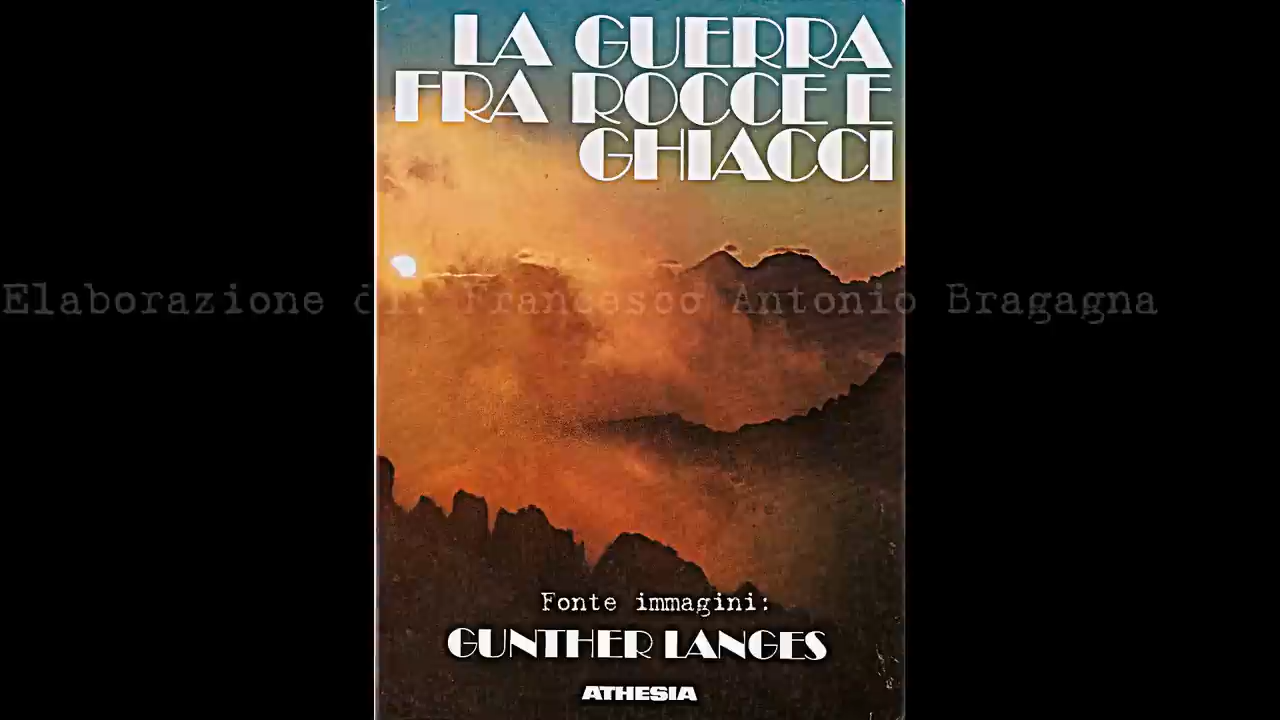 LA GUERRA
FRA ROCCE E
GHIACCI
Elaborazione di: Francesco Antonio Bragagna
Fonte immagini:
GUNTHER LANGES
ATHESIA